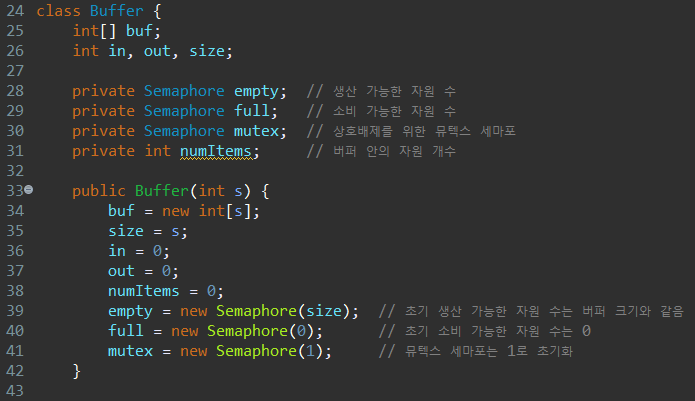 24 class Buffer {
25 int[] buf;
26 int in, out, size;
27
28 private Semaphore empty; // 생산 가능한 자원 수
29 private Semaphore full; // 소비 가능한 자원 수
30 private Semaphore mutex; // 상호배제를 위한 뮤텍스 세마포
31 private int numItems; // 버퍼 안의 자원 개수
32
33 public Buffer(int s) {
34 buf = new int[s];
35 size = s;
36 in = 0;
37 out = 0;
38 numItems = 0;
39 empty = new Semaphore(size); // 초기 생산 가능한 자원 수는 버퍼 크기와 같음
40 full = new Semaphore(0); // 초기 소비 가능한 자원 수는 0
41 mutex = new Semaphore(1); // 뮤텍스 세마포는 1로 초기화
42 }
43